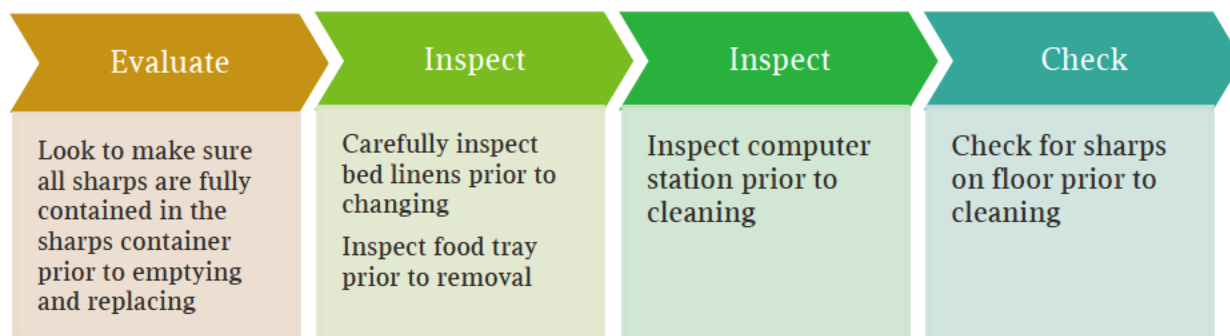 Evaluate
Look to make sure
all sharps are fully
contained in the
sharps container
prior to emptying
and replacing
Inspect
Carefully inspect
bed linens prior to
changing
Inspect food tray
prior to removal
Inspect
Inspect computer
station prior to
cleaning
Check
Check for sharps
on floor prior to
cleaning